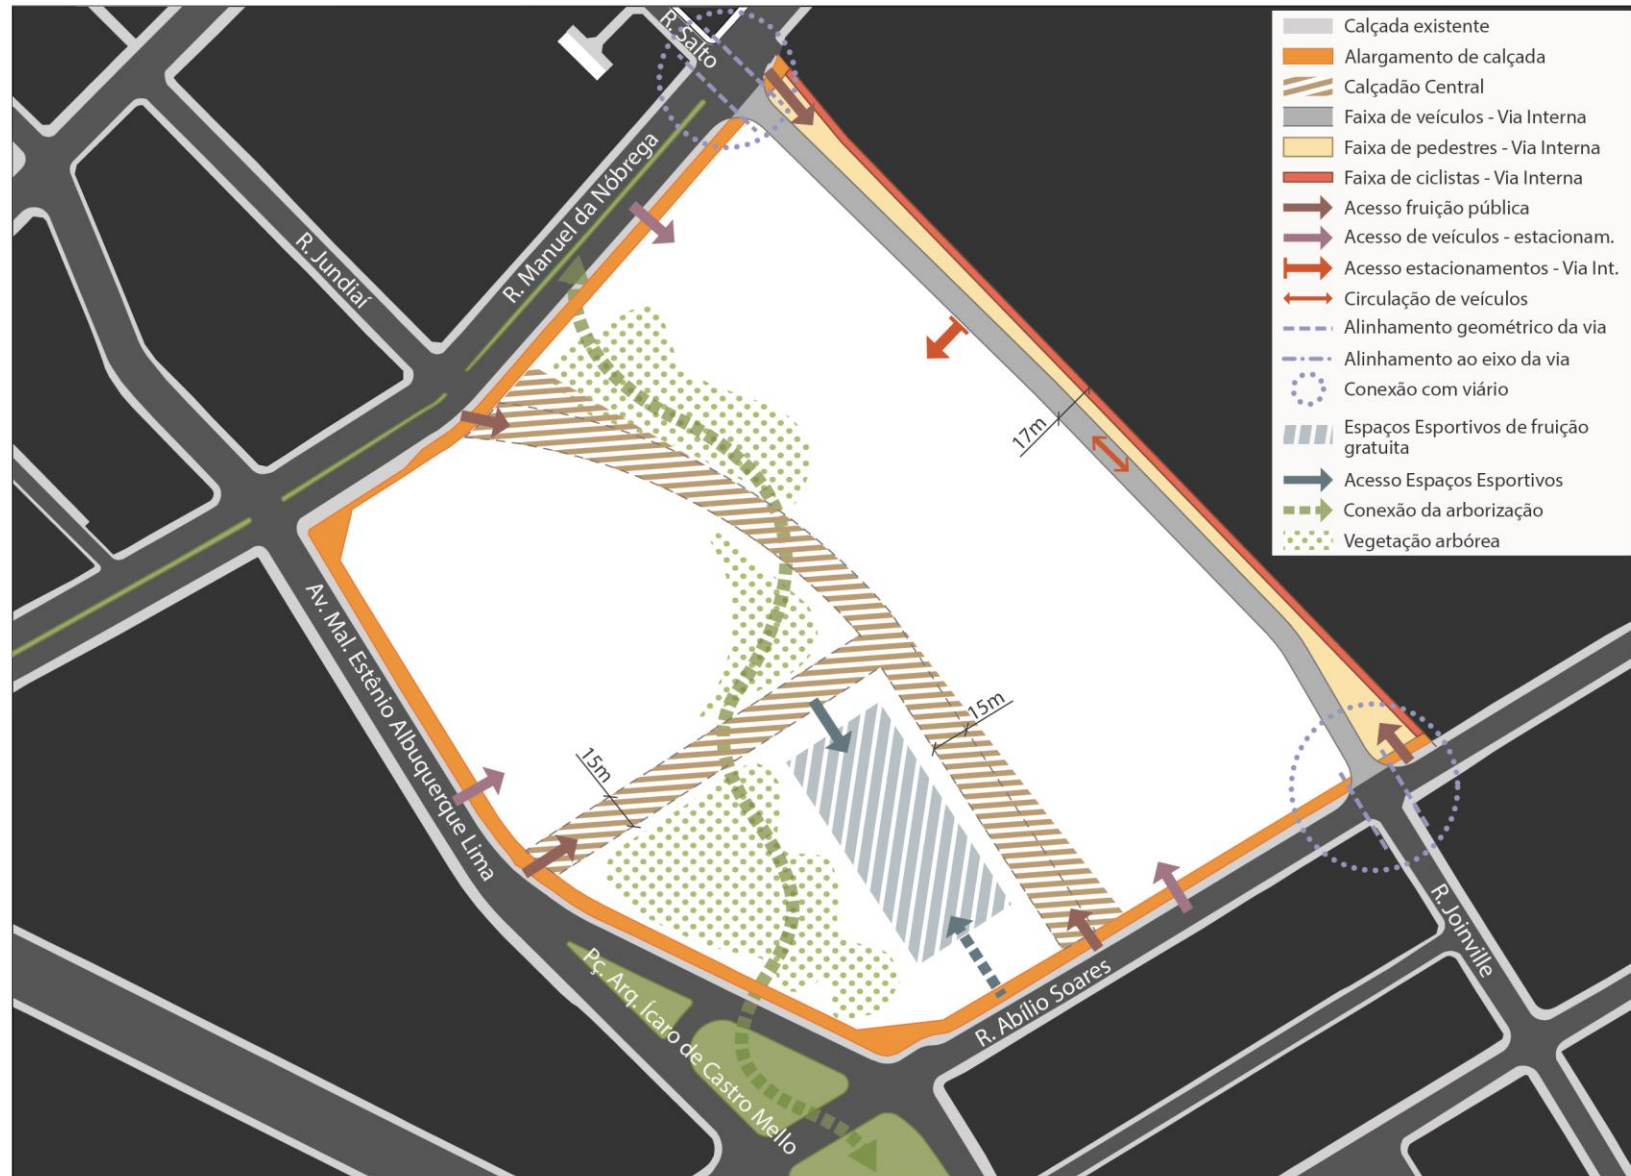 R. Salto
R. Manuel da Nóbrega
R. Jundiaí
Calçada existente
Alargamento de calçada
Calçadão Central
Faixa de veículos - Via Interna
Faixa de pedestres - Via Interna
Faixa de ciclistas - Via Interna
Acesso fruição pública
Acesso de veículos - estacionam.
Acesso estacionamentos - Via Int.
Circulação de veículos
Alinhamento geométrico da via
Alinhamento ao eixo da via
Conexão com viário
Espaços Esportivos de fruição
gratuita
Acesso Espaços Esportivos
Conexão da arborização
Vegetação arbórea
17m
15m
15m
Av. Mal. Estênio Albuquerque Lima
Pç. Arq. Ícaro de Castro Mello
R. Abílio Soares
R. Joinville